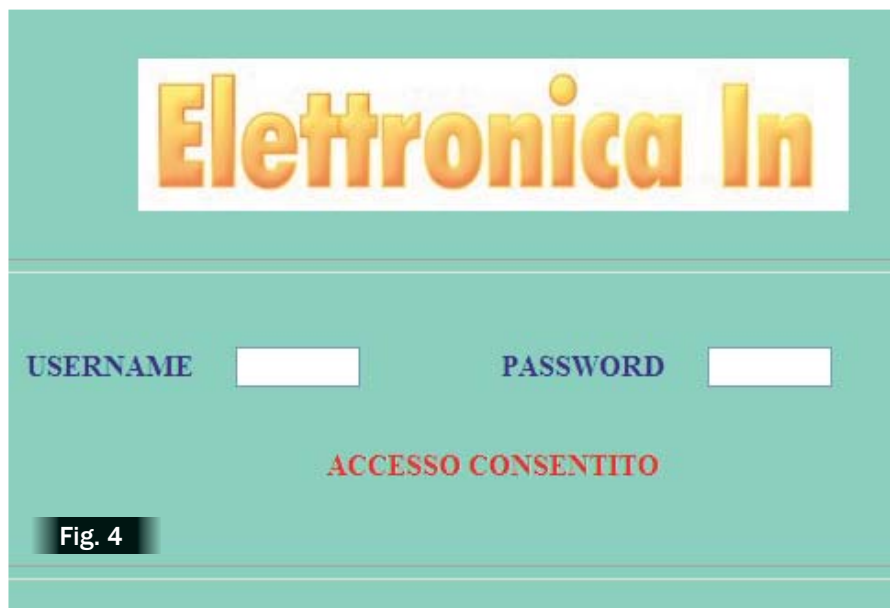 Elettronica In
USERNAME PASSWORD
ACCESSO CONSENTITO
Fig. 4